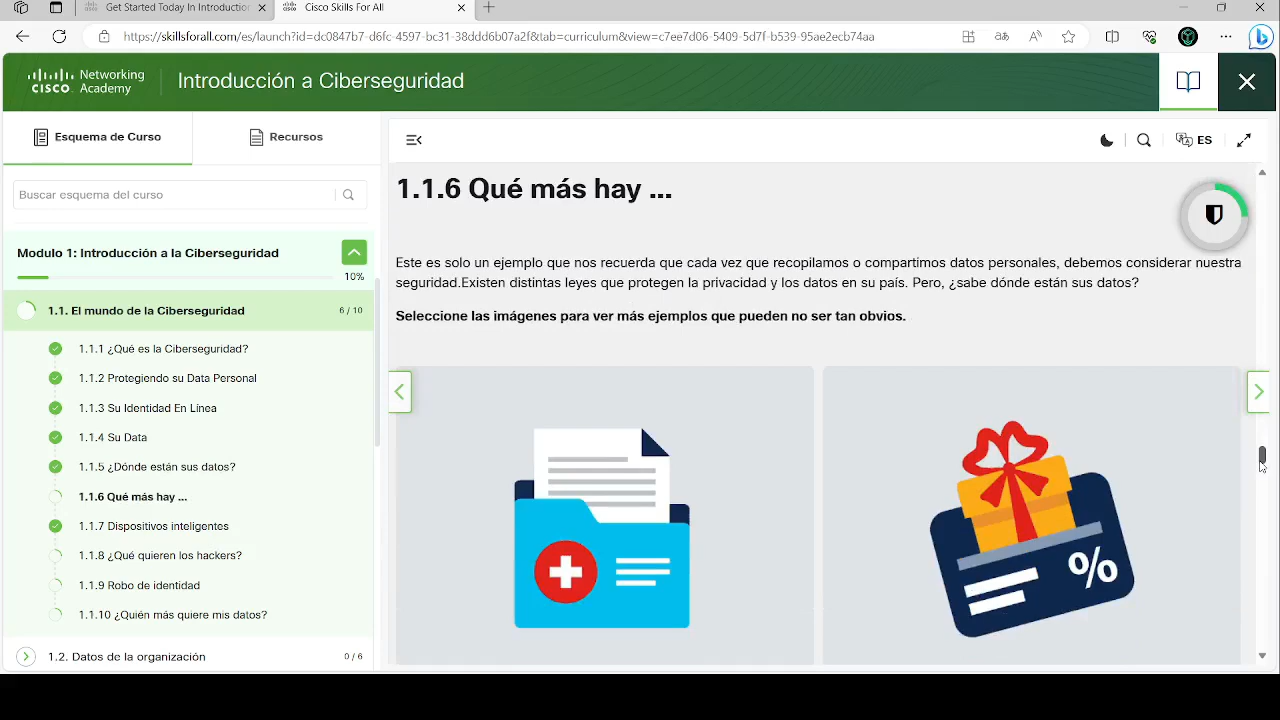 Get Started Today In Introduction
Cisco Skills For All
https://skillsforall.com/es/launch?id=dc0847b7-d6fc-4597-bc31-38ddd6b07a2f&tab=curriculum&view=c7ee7d06-5409-5d7f-b539-95ae2ecb74aa
Networking
CISCO Academy
Introducción a Ciberseguridad
Esquema de Curso
Recursos
ES
Buscar esquema del curso
Modulo 1: Introducción a la Ciberseguridad
10%
1.1. El mundo de la Ciberseguridad
6 / 10
1.1.1 ¿Qué es la Ciberseguridad?
1.1.2 Protegiendo su Data Personal
1.1.3 Su Identidad En Línea
1.1.4 Su Data
1.1.5 ¿Dónde están sus datos?
1.1.6 Qué más hay ...
1.1.7 Dispositivos inteligentes
1.1.8 ¿Qué quieren los hackers?
1.1.9 Robo de identidad
1.1.10 ¿Quién más quiere mis datos?
1.2. Datos de la organización
0 / 6
1.1.6 Qué más hay ...
Este es solo un ejemplo que nos recuerda que cada vez que recopilamos o compartimos datos personales, debemos considerar nuestra
seguridad.Existen distintas leyes que protegen la privacidad y los datos en su país. Pero, ¿sabe dónde están sus datos?
Seleccione las imágenes para ver más ejemplos que pueden no ser tan obvios.
%